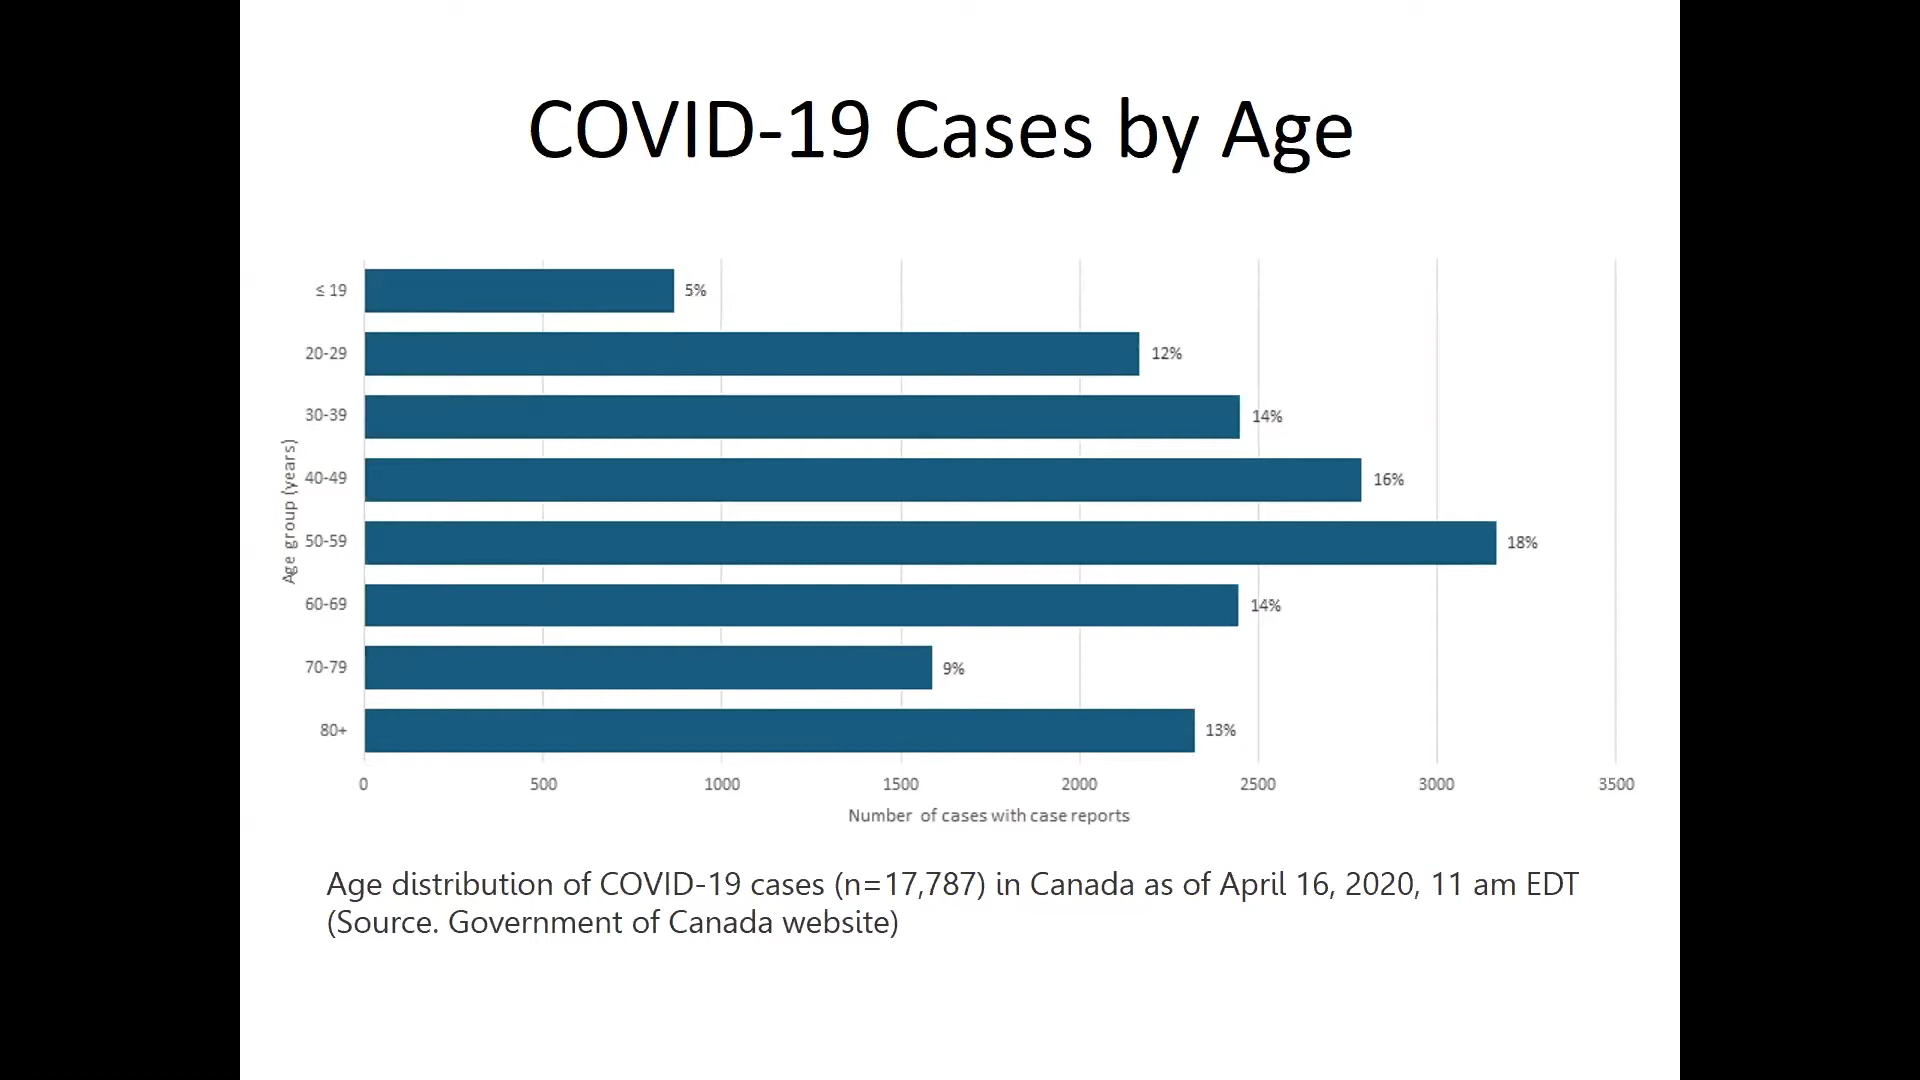 COVID-19 Cases by Age
≤ 19
5%
20-29
12%
30-39
14%
40-49
16%
50-59
18%
60-69
14%
70-79
9%
80+
13%
Age group (years)
0 500 1000 1500 2000 2500 3000 3500
Number of cases with case reports
Age distribution of COVID-19 cases (n=17,787) in Canada as of April 16, 2020, 11 am EDT
(Source. Government of Canada website)